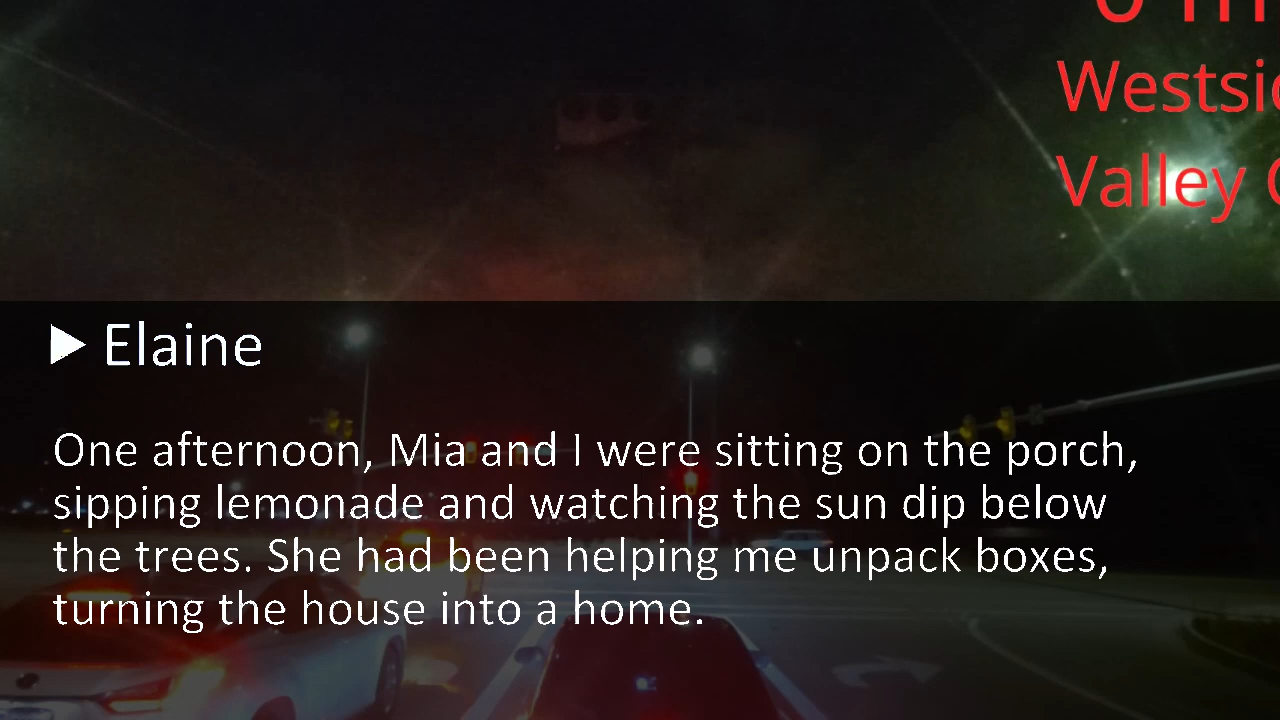 Valley
Elaine
One afternoon, Mia and I were sitting on the porch,
sipping lemonade and watching the sun dip below
the trees. She had been helping me unpack boxes,
turning the house into a home.